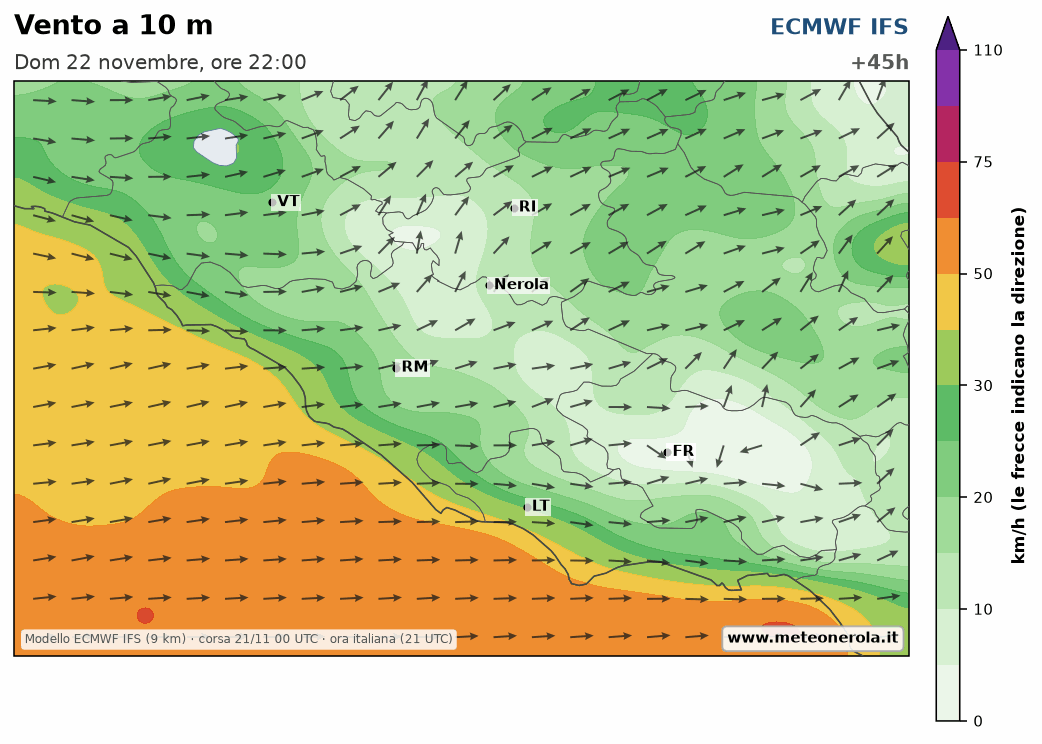 Vento a 10 m
ECMWF IFS
Dom 22 novembre, ore 22:00
+45h
VT
RI
Nerola
RM
FR
LT
Modello ECMWF IFS (9 km) · corsa 21/11 00 UTC · ora italiana (21 UTC)
www.meteonerola.it
110
75
50
30
20
10
0
km/h (le frecce indicano la direzione)